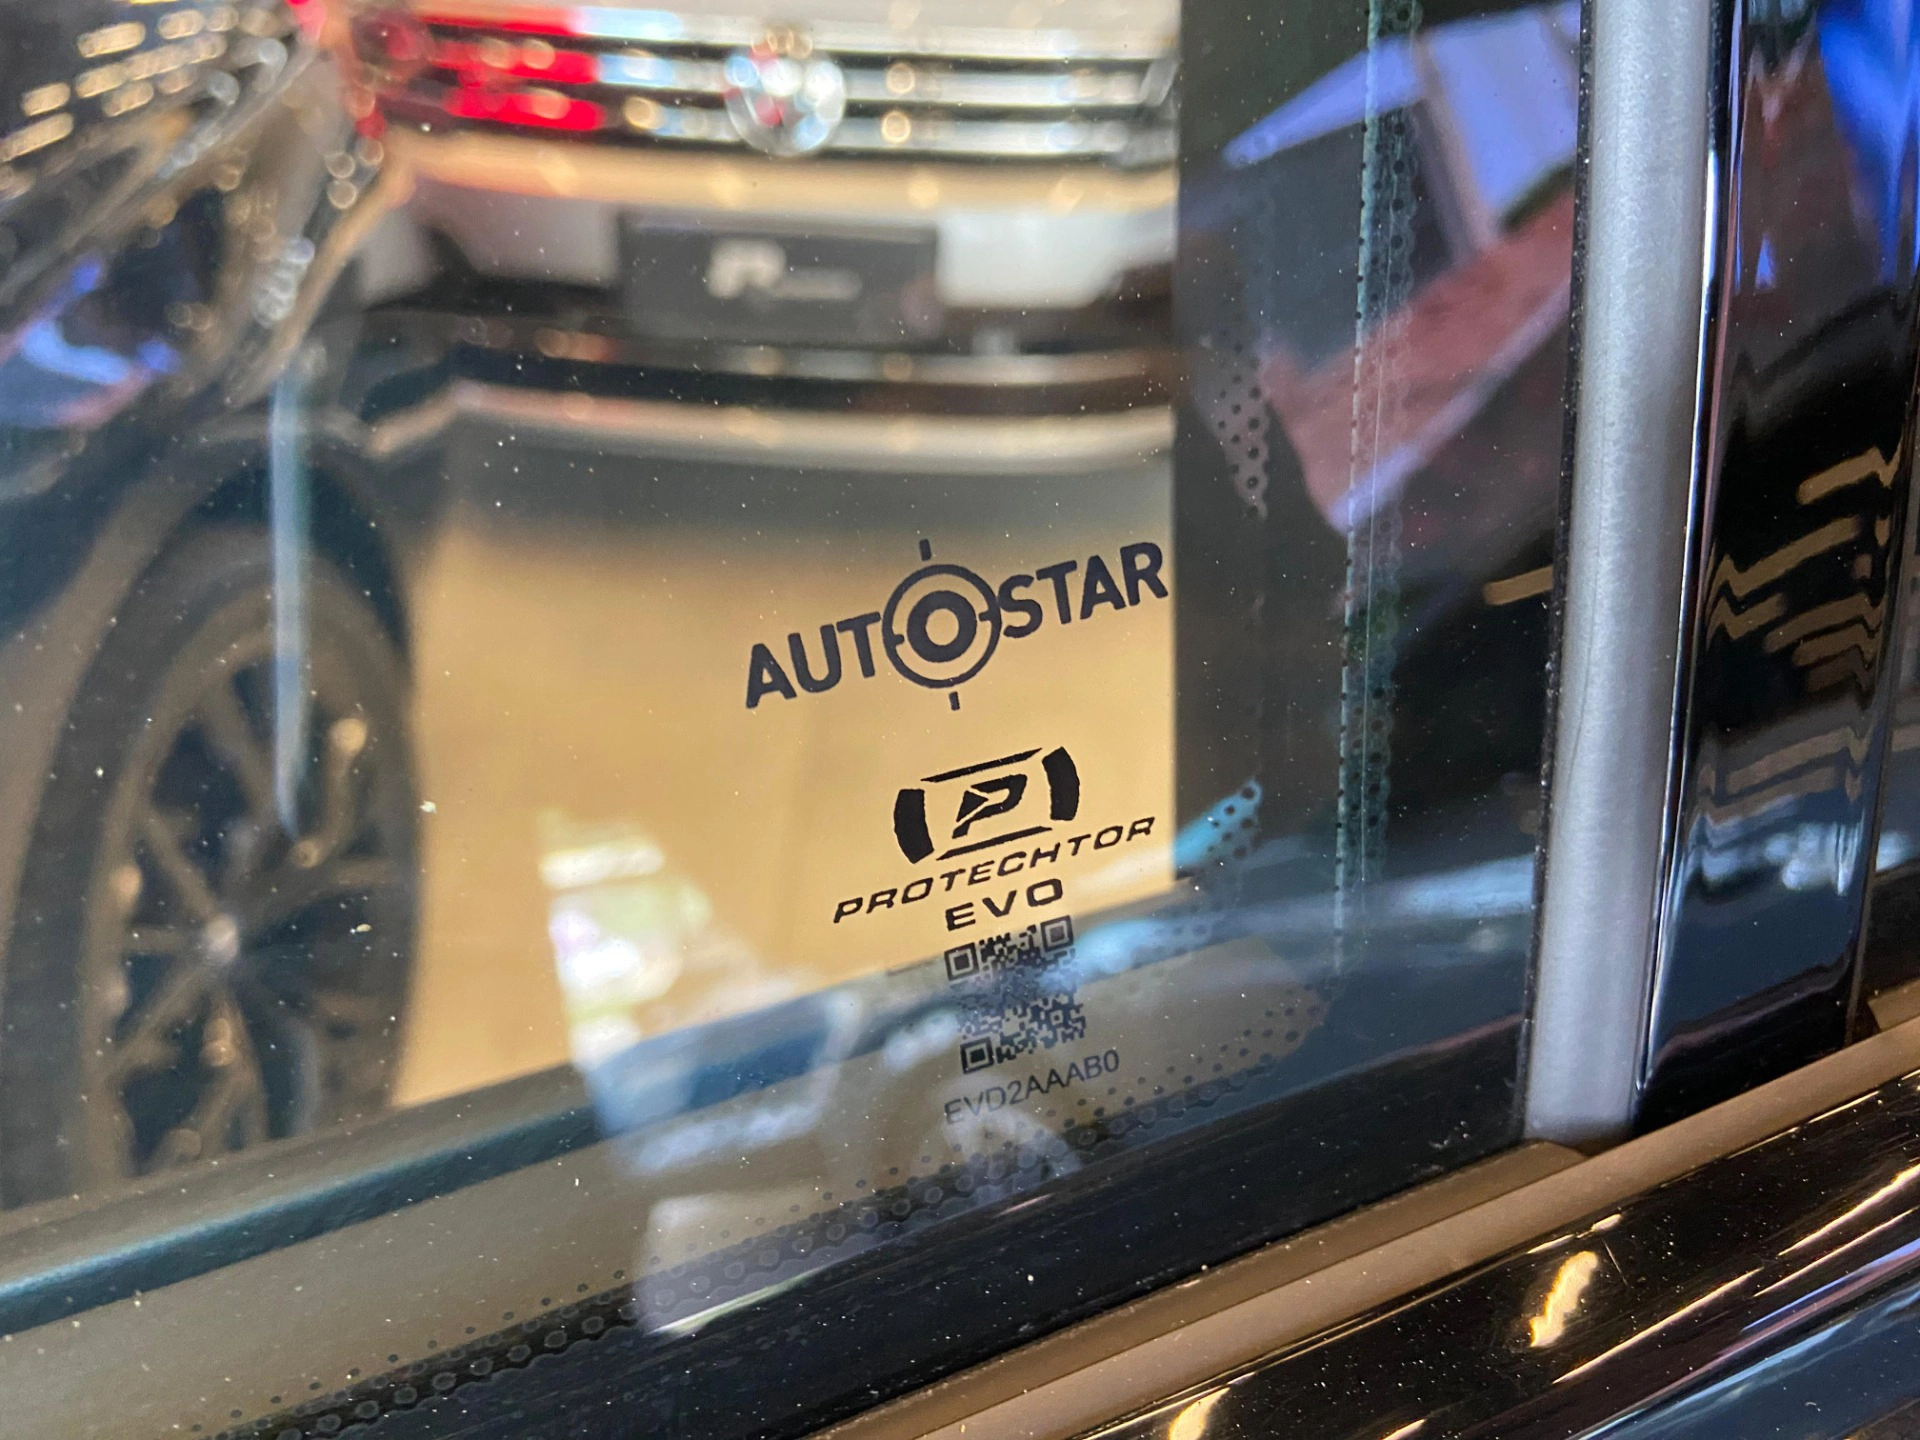 AUTOSTAR
P
PROTECHTOR
EVO
EVD2AAAB0
R